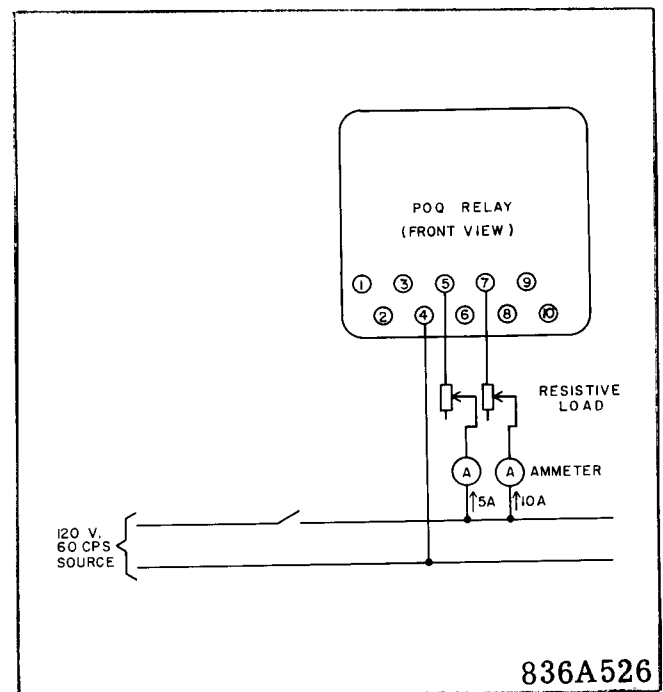 POQ RELAY
(FRONT VIEW)
1 3 5 7 9
2 4 6 8 10
RESISTIVE
LOAD
A A AMMETER
↑5A ↑10A
120 V.
60 CPS
SOURCE
836A526